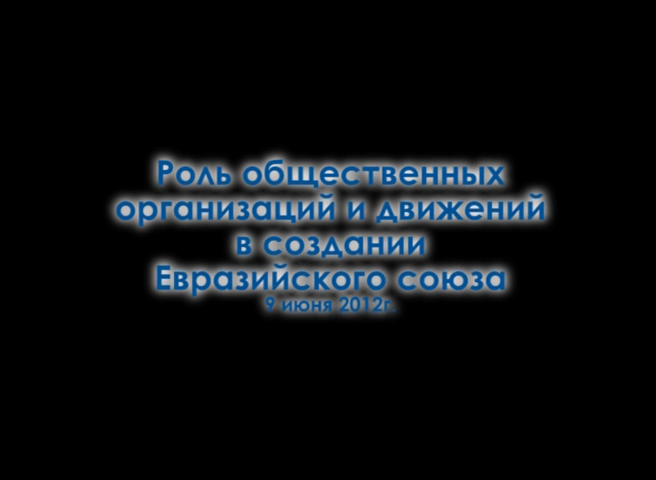 Роль общественных
организаций и движений
в создании
Евразийского союза
9 июня 2012г.